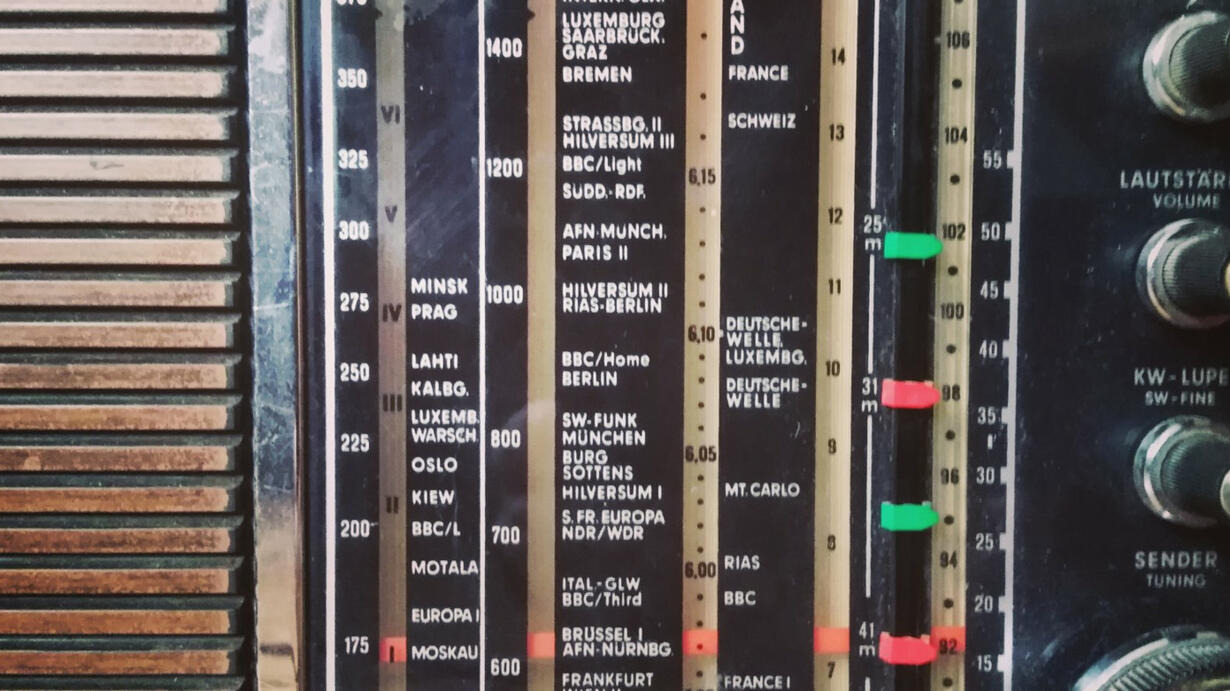 350
325
300
275
250
225
200
175
VI
V
IV
III
II
I
MINSK
PRAG
LAHTI
KALBG.
LUXEMB.
WARSCH.
OSLO
KIEW
BBC/L
MOTALA
EUROPA I
MOSKAU
1400
1200
1000
800
700
600
LUXEMBURG
SAARBRÜCK.
GRAZ
BREMEN
STRASSBG. II
HILVERSUM III
BBC/Light
SÜDD.-RDF.
AFN-MÜNCH.
PARIS II
HILVERSUM II
RIAS-BERLIN
BBC/Home
BERLIN
SW-FUNK
MÜNCHEN
BURG
SOTTENS
HILVERSUM I
S.FR. EUROPA
NDR/WDR
ITAL-GLW
BBC/Third
BRÜSSEL I
AFN-NÜRNBG.
FRANKFURT
6,15
6,10
6,05
6,00
A
N
D
FRANCE
SCHWEIZ
DEUTSCHE-
WELLE
LUXEMBG.
DEUTSCHE-
WELLE
MT. CARLO
RIAS
BBC
FRANCE I
14
13
12
11
10
9
8
7
25
m
31
m
41
m
106
104
102
100
98
96
94
92
55
50
45
40
35
30
25
20
15
LAUTSTÄR
VOLUME
KW-LUPE
SW-FINE
SENDER
TUNING